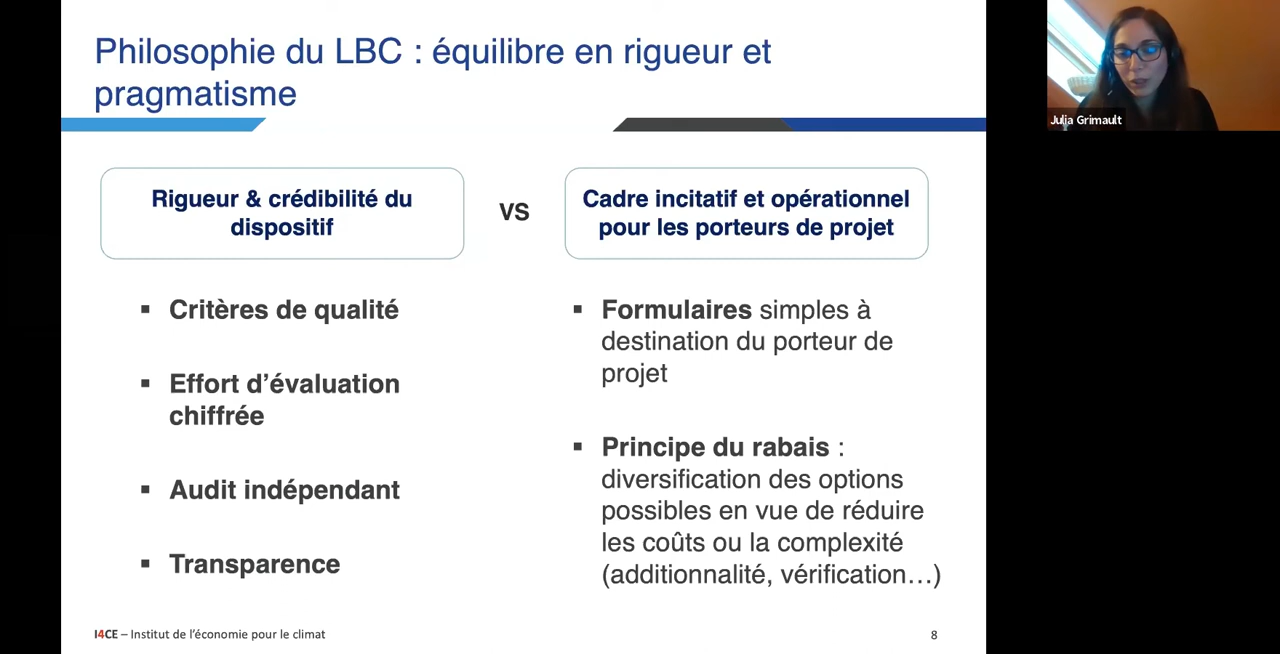 Philosophie du LBC : équilibre en rigueur et
pragmatisme
Julia Grimault
Rigueur & crédibilité du
dispositif
VS
Cadre incitatif et opérationnel
pour les porteurs de projet
▪ Critères de qualité
▪ Effort d’évaluation
chiffrée
▪ Audit indépendant
▪ Transparence
▪ Formulaires simples à
destination du porteur de
projet
▪ Principe du rabais :
diversification des options
possibles en vue de réduire
les coûts ou la complexité
(additionnalité, vérification…)
I4CE – Institut de l’économie pour le climat
8